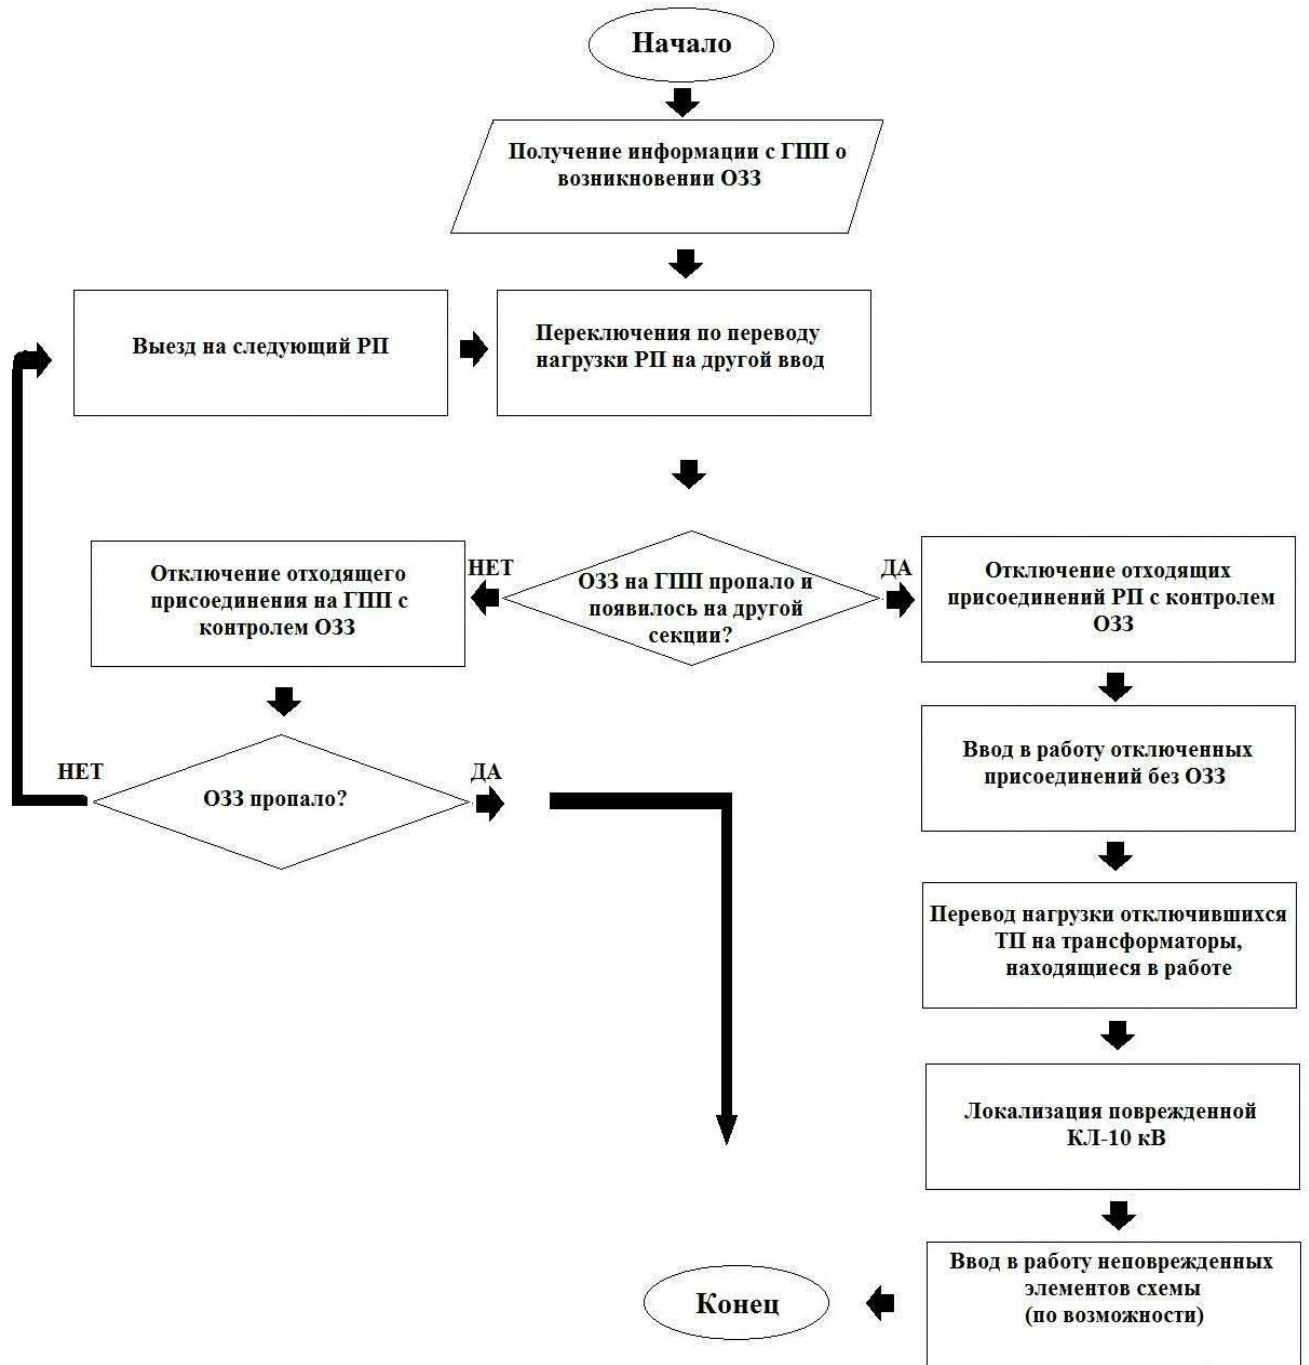 Начало
Получение информации с ГПП о
возникновении ОЗЗ
Выезд на следующий РП
Переключения по переводу
нагрузки РП на другой ввод
Отключение отходящего
присоединения на ГПП с
контролем ОЗЗ
НЕТ
ОЗЗ на ГПП пропало и
появилось на другой
секции?
ДА
Отключение отходящих
присоединений РП с контролем
ОЗЗ
НЕТ
ОЗЗ пропало?
ДА
Ввод в работу отключенных
присоединений без ОЗЗ
Перевод нагрузки отключившихся
ТП на трансформаторы,
находящиеся в работе
Локализация поврежденной
КЛ-10 кВ
Ввод в работу неповрежденных
элементов схемы
(по возможности)
Конец